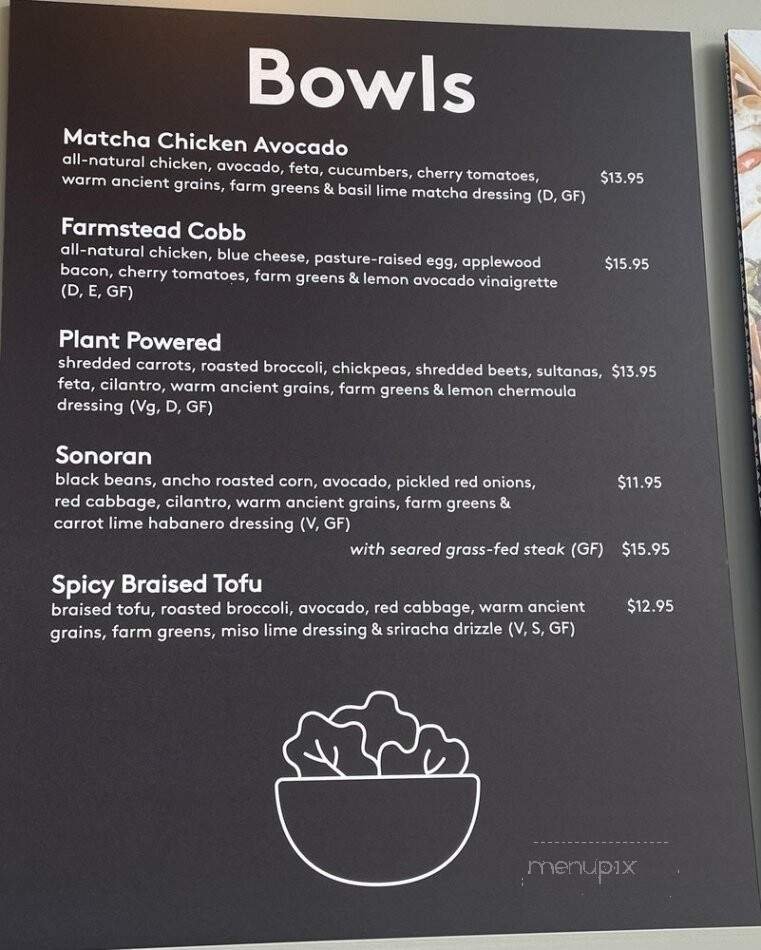 Bowls
Matcha Chicken Avocado
all-natural chicken, avocado, feta, cucumbers, cherry tomatoes,
warm ancient grains, farm greens & basil lime matcha dressing (D, GF)
$13.95
Farmstead Cobb
all-natural chicken, blue cheese, pasture-raised egg, applewood
bacon, cherry tomatoes, farm greens & lemon avocado vinaigrette
(D, E, GF)
$15.95
Plant Powered
shredded carrots, roasted broccoli, chickpeas, shredded beets, sultanas, $13.95
feta, cilantro, warm ancient grains, farm greens & lemon chermoula
dressing (Vg, D, GF)
Sonoran
black beans, ancho roasted corn, avocado, pickled red onions, $11.95
red cabbage, cilantro, warm ancient grains, farm greens &
carrot lime habanero dressing (V, GF)
with seared grass-fed steak (GF) $15.95
Spicy Braised Tofu
braised tofu, roasted broccoli, avocado, red cabbage, warm ancient $12.95
grains, farm greens, miso lime dressing & sriracha drizzle (V, S, GF)
menupix